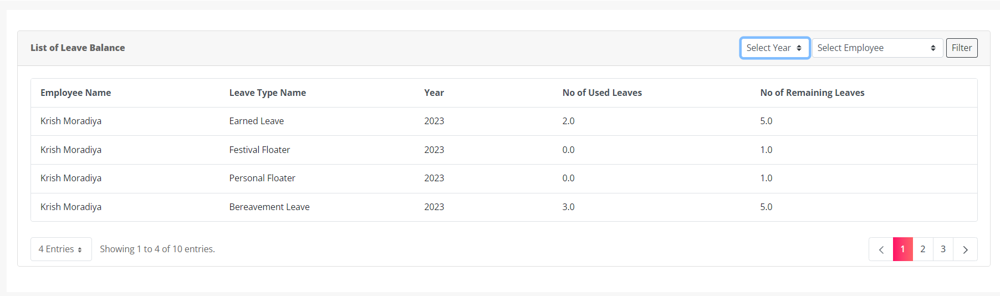 List of Leave Balance Select Year Select Employee Filter
Employee Name Leave Type Name Year No of Used Leaves No of Remaining Leaves
Krish Moradiya Earned Leave 2023 2.0 5.0
Krish Moradiya Festival Floater 2023 0.0 1.0
Krish Moradiya Personal Floater 2023 0.0 1.0
Krish Moradiya Bereavement Leave 2023 3.0 5.0
4 Entries Showing 1 to 4 of 10 entries. 1 2 3